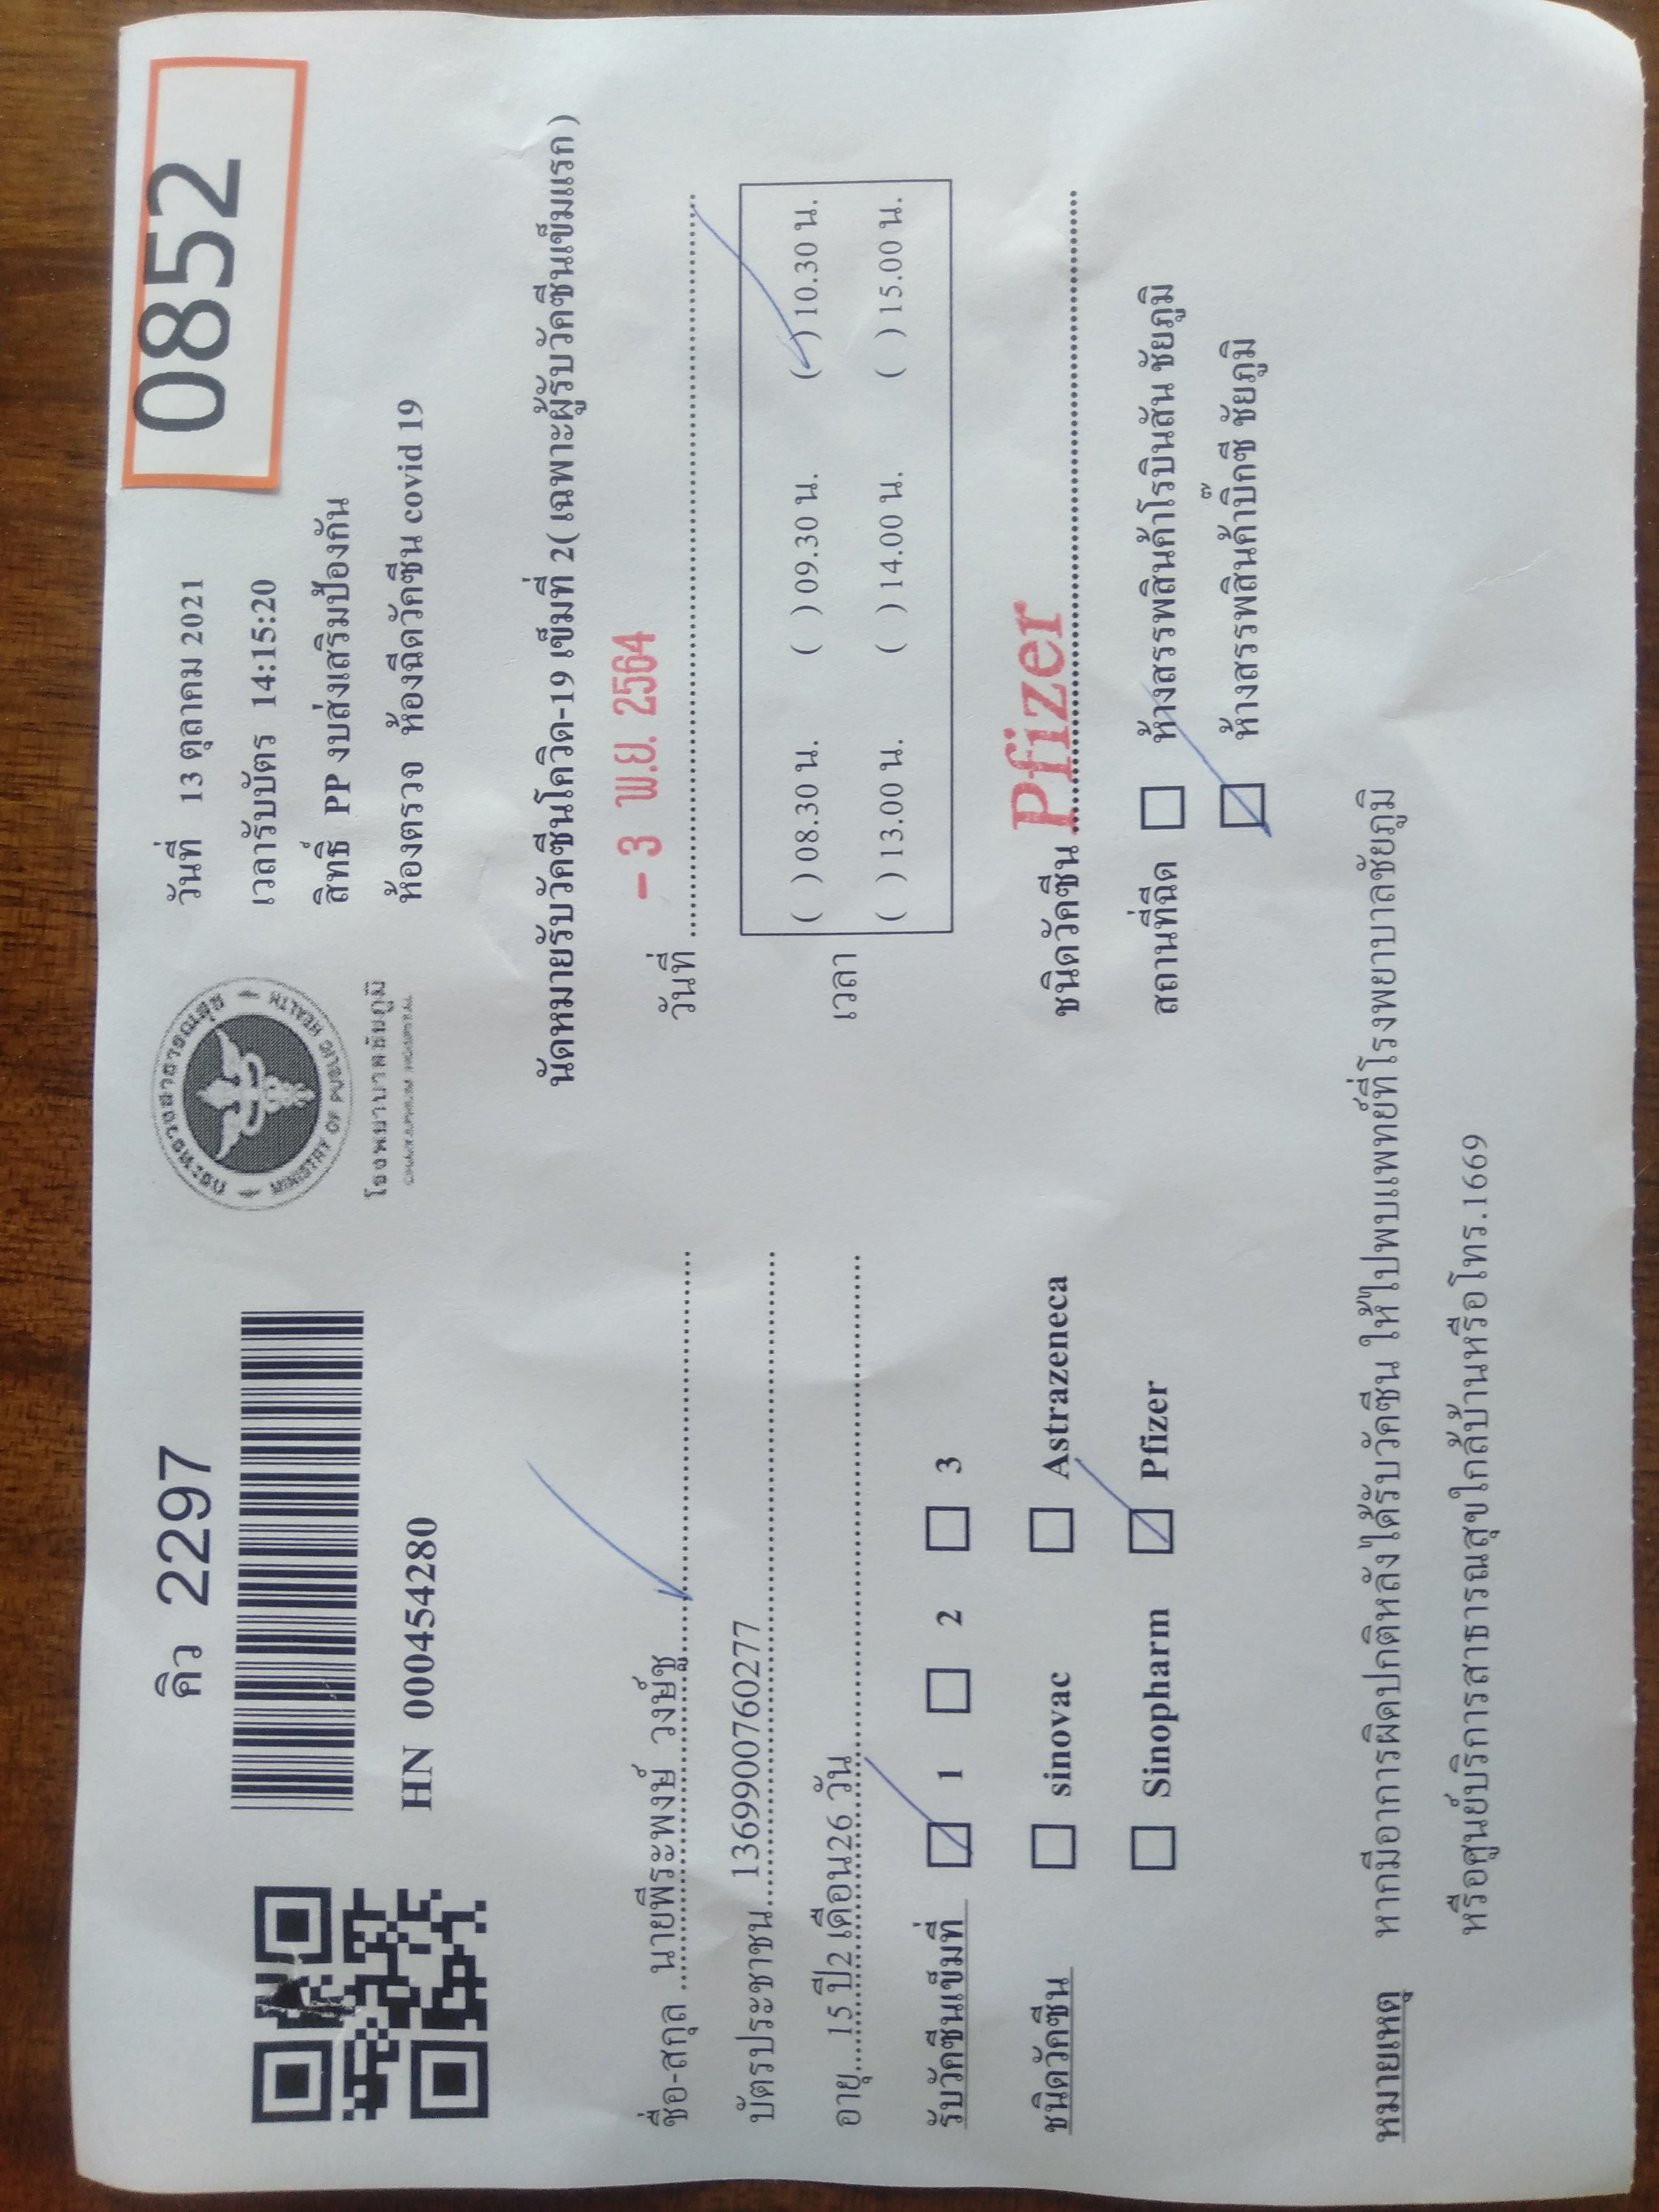 คิว 2297
HN 000454280
กระทรวงสาธารณสุข
MINISTRY OF PUBLIC HEALTH
โรงพยาบาลชัยภูมิ
CHAIYAPHUM HOSPITAL
วันที่ 13 ตุลาคม 2021
เวลารับบัตร 14:15:20
สิทธิ์ PP งบส่งเสริมป้องกัน
ห้องตรวจ ห้องฉีดวัคซีน covid 19
0852
ชื่อ-สกุล นายพีระพงษ์ วงษ์ชู
บัตรประชาชน 1369900760277
อายุ 15 ปี2 เดือน26 วัน
รับวัคซีนเข็มที่ 1 2 3
ชนิดวัคซีน sinovac Astrazeneca
Sinopharm Pfizer
นัดหมายรับวัคซีนโควิด-19 เข็มที่ 2( เฉพาะผู้รับวัคซีนเข็มแรก )
วันที่ - 3 พ.ย. 2564
เวลา
( ) 08.30 น. ( ) 09.30 น. ( ) 10.30 น.
( ) 13.00 น. ( ) 14.00 น. ( ) 15.00 น.
ชนิดวัคซีน Pfizer
สถานที่ฉีด ห้างสรรพสินค้าโรบินสัน ชัยภูมิ
ห้างสรรพสินค้าบิ๊กซี ชัยภูมิ
หมายเหตุ หากมีอาการผิดปกติหลังได้รับวัคซีน ให้ไปพบแพทย์ที่โรงพยาบาลชัยภูมิ
หรือศูนย์บริการสาธารณสุขใกล้บ้านหรือโทร.1669